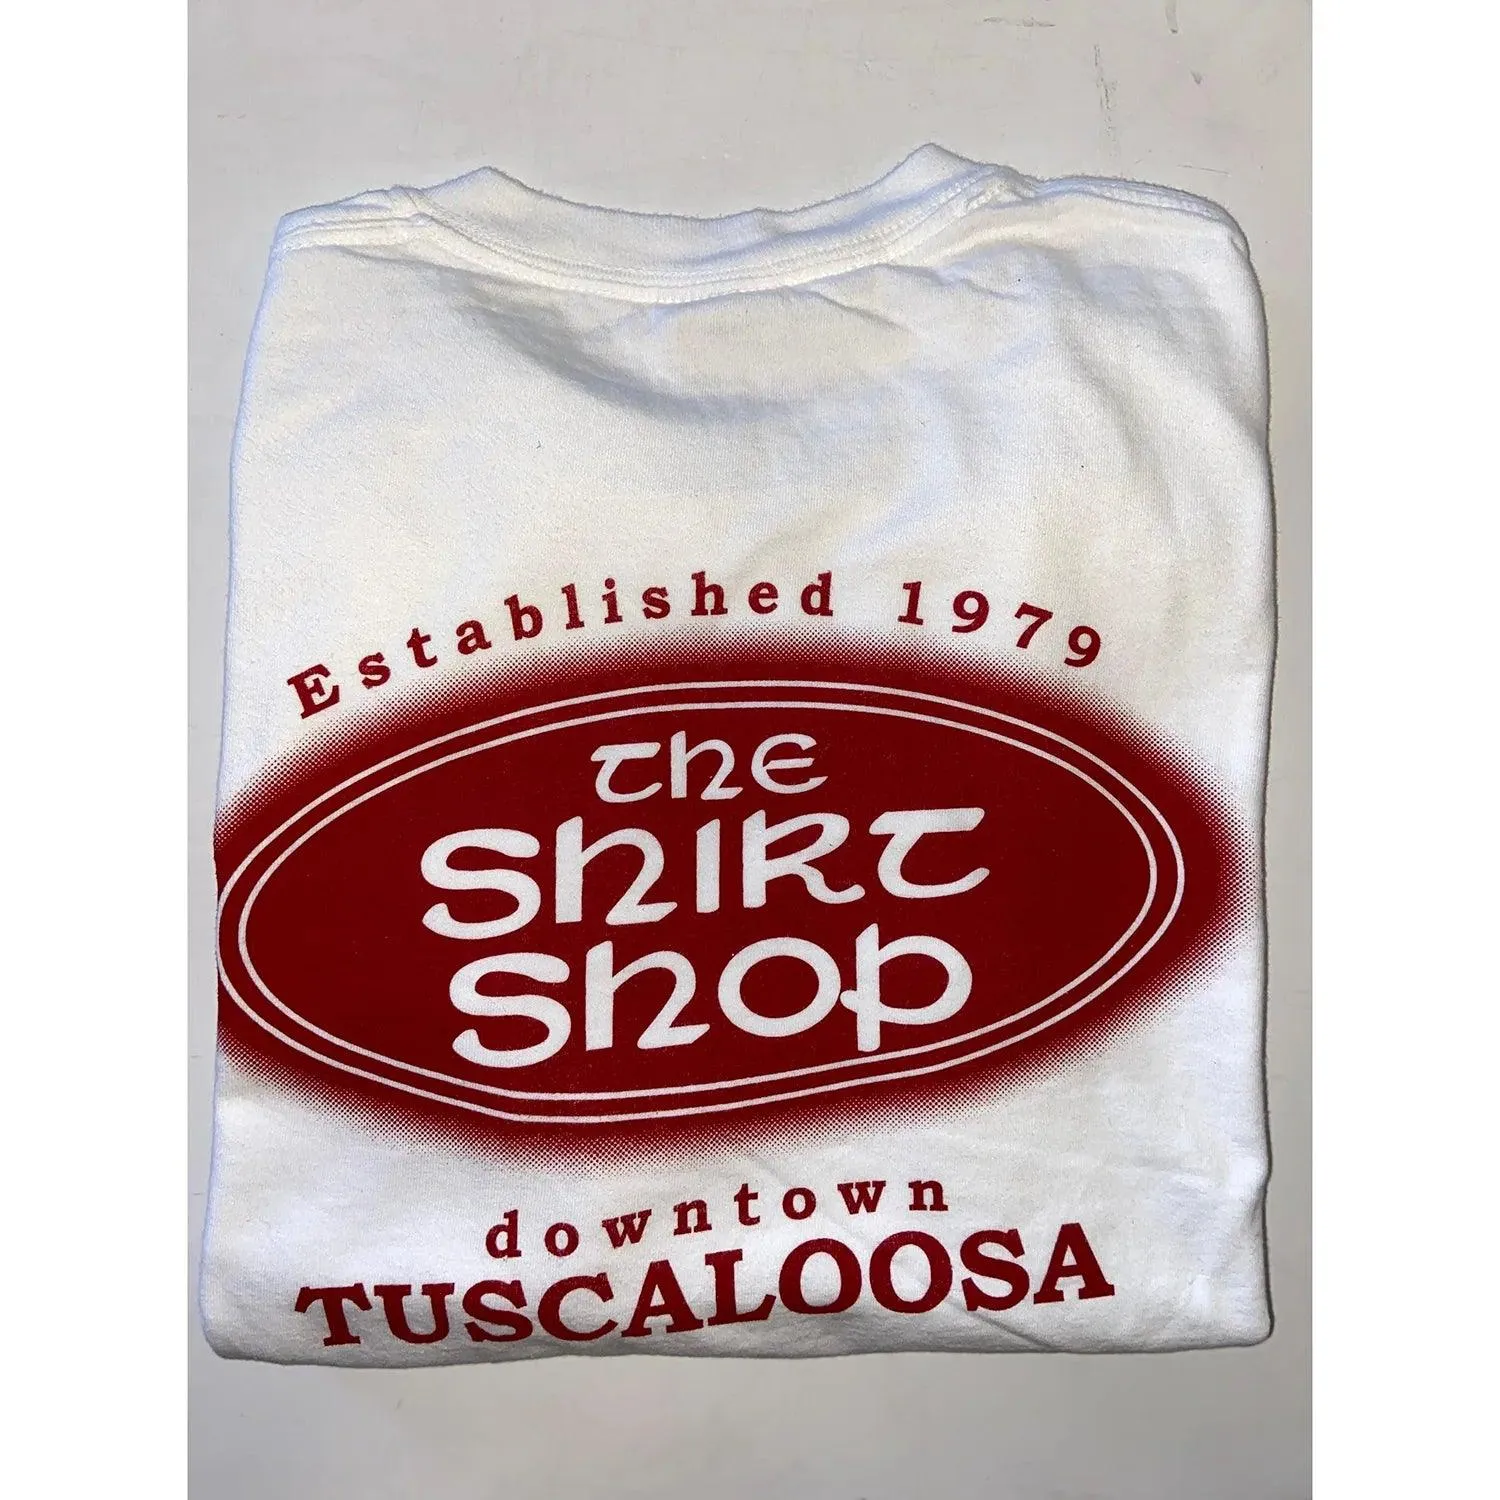 Established 1979
THE
SHIRT
SHOP
downtown
TUSCALOOSA